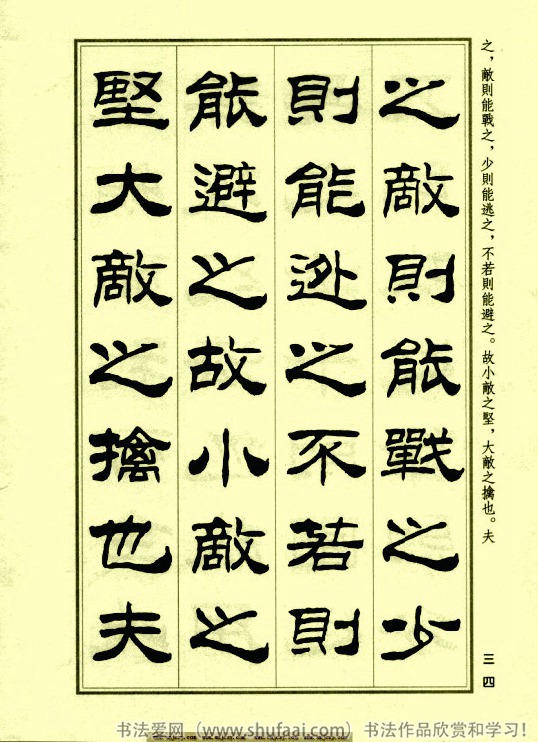 之，敵則能戰之，少則能逃之，不若則能避之。故小敵之堅，大敵之擒也。夫
之敵則能戰之少
則能逃之不若則
能避之故小敵之
堅大敵之擒也夫
三四
书法爱网（www.shufaai.com）书法作品欣赏和学习！